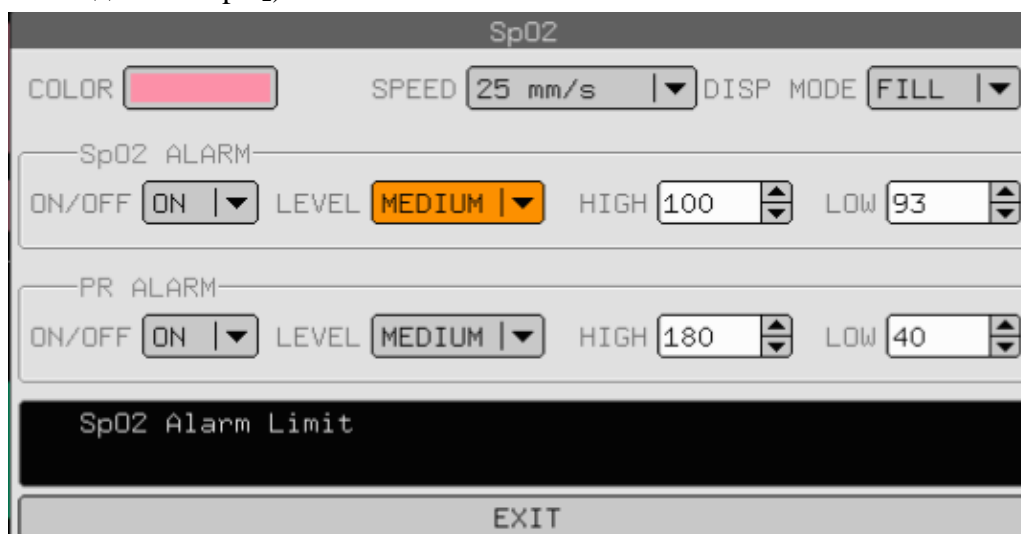 SpO2
COLOR SPEED 25 mm/s DISP MODE FILL
SpO2 ALARM
ON/OFF ON LEVEL MEDIUM HIGH 100 LOW 93
PR ALARM
ON/OFF ON LEVEL MEDIUM HIGH 180 LOW 40
SpO2 Alarm Limit
EXIT